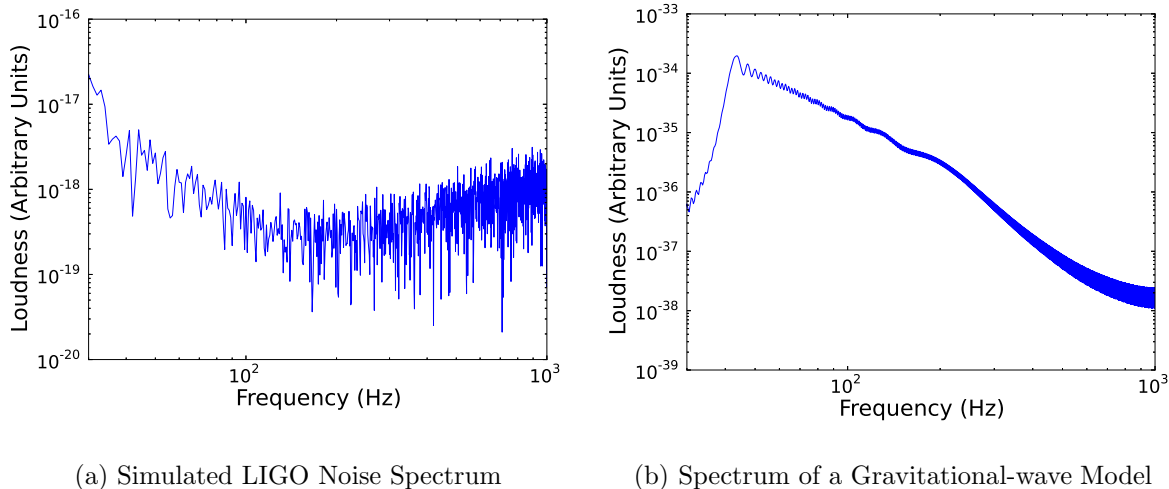 Loudness (Arbitrary Units)
10^-16
10^-17
10^-18
10^-19
10^-20
10^2
10^3
Frequency (Hz)
(a) Simulated LIGO Noise Spectrum
Loudness (Arbitrary Units)
10^-33
10^-34
10^-35
10^-36
10^-37
10^-38
10^-39
10^2
10^3
Frequency (Hz)
(b) Spectrum of a Gravitational-wave Model